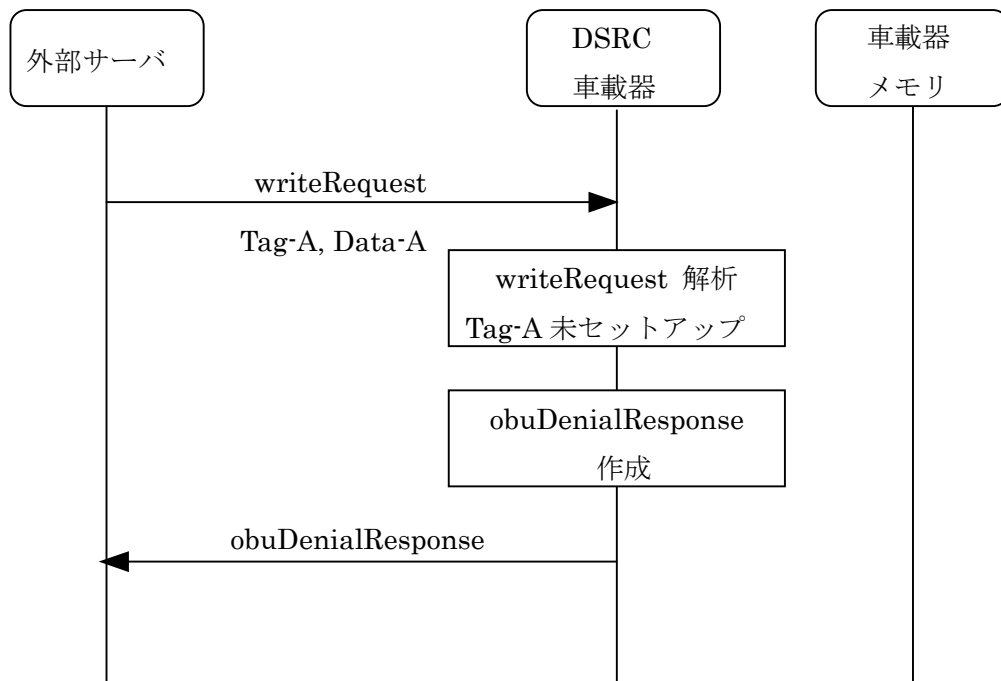 外部サーバ
DSRC
車載器
車載器
メモリ
writeRequest
Tag-A, Data-A
writeRequest 解析
Tag-A 未セットアップ
obuDenialResponse
作成
obuDenialResponse